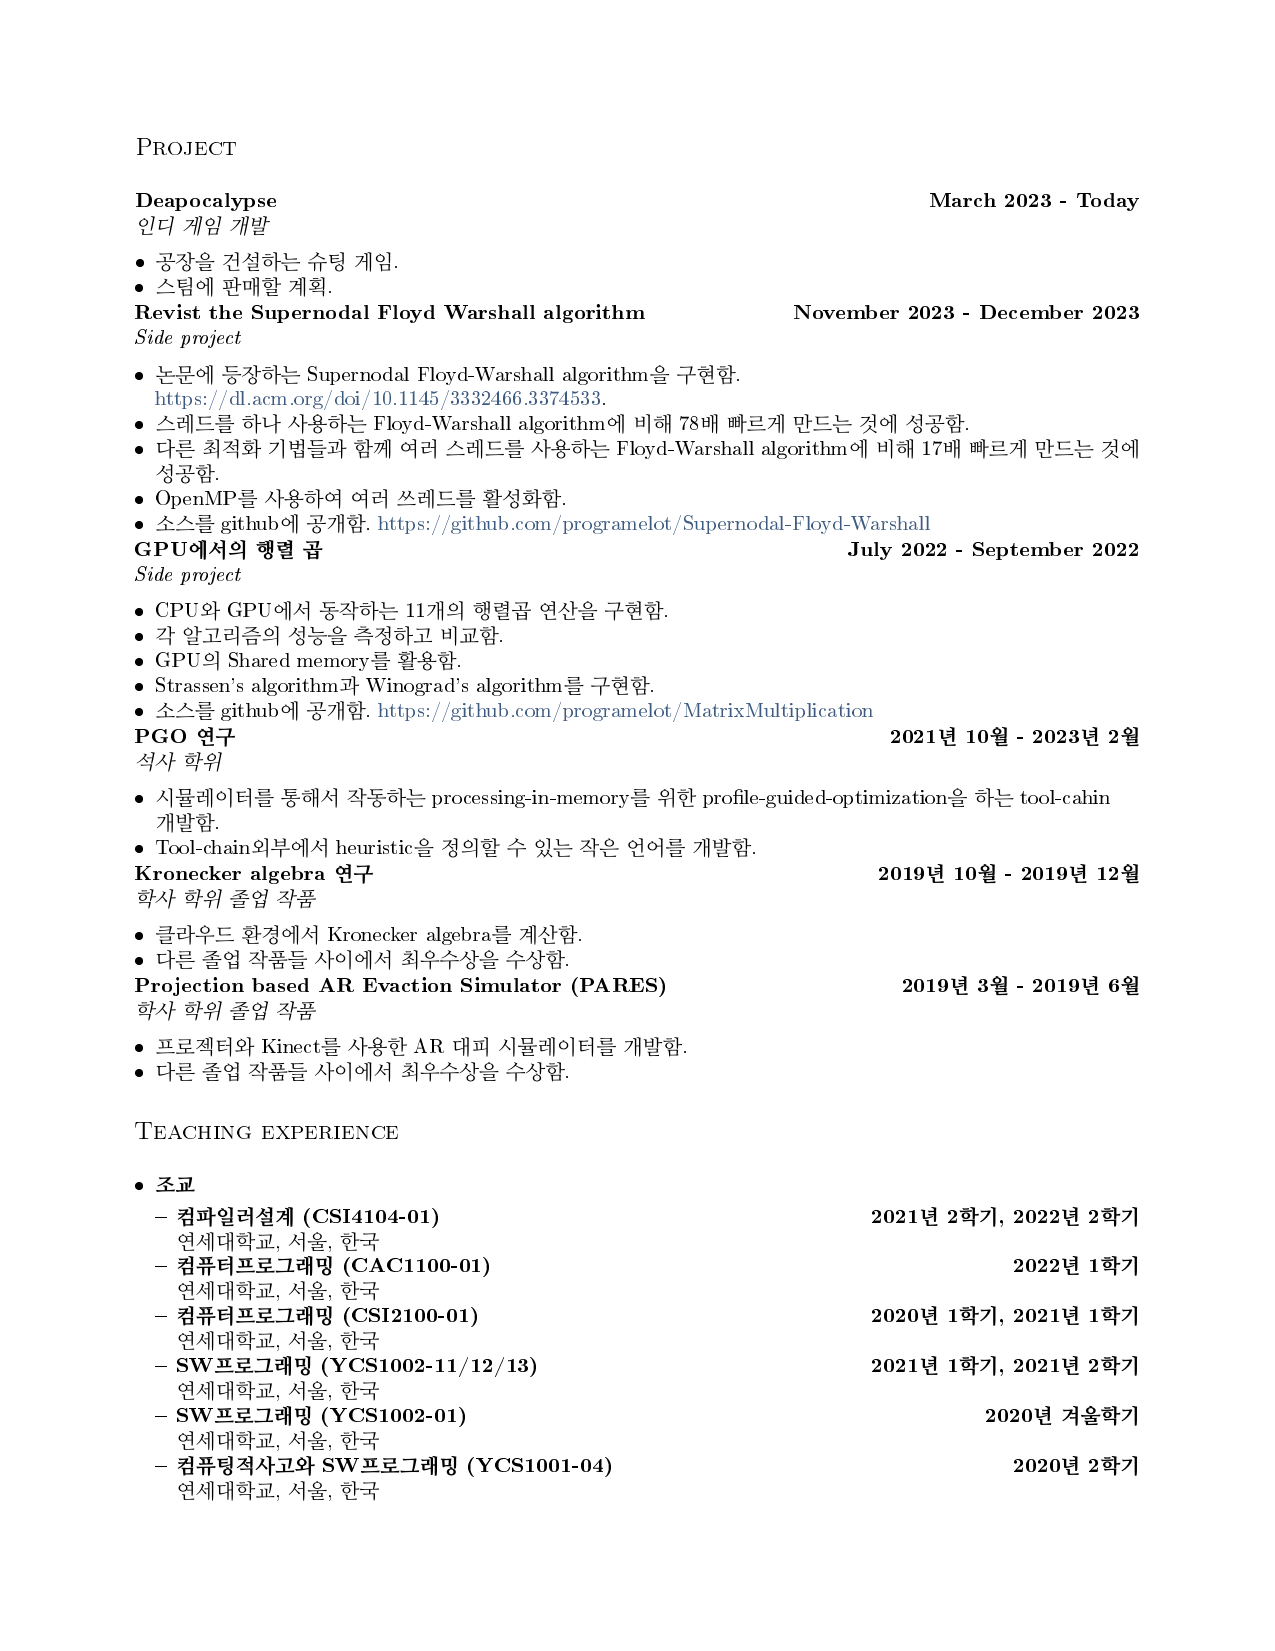 PROJECT
Deapocalypse March 2023 - Today
인디 게임 개발
• 공장을 건설하는 슈팅 게임.
• 스팀에 판매할 계획.
Revist the Supernodal Floyd Warshall algorithm November 2023 - December 2023
Side project
• 논문에 등장하는 Supernodal Floyd-Warshall algorithm을 구현함.
https://dl.acm.org/doi/10.1145/3332466.3374533.
• 스레드를 하나 사용하는 Floyd-Warshall algorithm에 비해 78배 빠르게 만드는 것에 성공함.
• 다른 최적화 기법들과 함께 여러 스레드를 사용하는 Floyd-Warshall algorithm에 비해 17배 빠르게 만드는 것에
성공함.
• OpenMP를 사용하여 여러 쓰레드를 활성화함.
• 소스를 github에 공개함. https://github.com/programelot/Supernodal-Floyd-Warshall
GPU에서의 행렬 곱 July 2022 - September 2022
Side project
• CPU와 GPU에서 동작하는 11개의 행렬곱 연산을 구현함.
• 각 알고리즘의 성능을 측정하고 비교함.
• GPU의 Shared memory를 활용함.
• Strassen's algorithm과 Winograd's algorithm를 구현함.
• 소스를 github에 공개함. https://github.com/programelot/MatrixMultiplication
PGO 연구 2021년 10월 - 2023년 2월
석사 학위
• 시뮬레이터를 통해서 작동하는 processing-in-memory를 위한 profile-guided-optimization을 하는 tool-cahin
개발함.
• Tool-chain외부에서 heuristic을 정의할 수 있는 작은 언어를 개발함.
Kronecker algebra 연구 2019년 10월 - 2019년 12월
학사 학위 졸업 작품
• 클라우드 환경에서 Kronecker algebra를 계산함.
• 다른 졸업 작품들 사이에서 최우수상을 수상함.
Projection based AR Evaction Simulator (PARES) 2019년 3월 - 2019년 6월
학사 학위 졸업 작품
• 프로젝터와 Kinect를 사용한 AR 대피 시뮬레이터를 개발함.
• 다른 졸업 작품들 사이에서 최우수상을 수상함.
TEACHING EXPERIENCE
• 조교
– 컴파일러설계 (CSI4104-01) 2021년 2학기, 2022년 2학기
연세대학교, 서울, 한국
– 컴퓨터프로그래밍 (CAC1100-01) 2022년 1학기
연세대학교, 서울, 한국
– 컴퓨터프로그래밍 (CSI2100-01) 2020년 1학기, 2021년 1학기
연세대학교, 서울, 한국
– SW프로그래밍 (YCS1002-11/12/13) 2021년 1학기, 2021년 2학기
연세대학교, 서울, 한국
– SW프로그래밍 (YCS1002-01) 2020년 겨울학기
연세대학교, 서울, 한국
– 컴퓨팅적사고와 SW프로그래밍 (YCS1001-04) 2020년 2학기
연세대학교, 서울, 한국